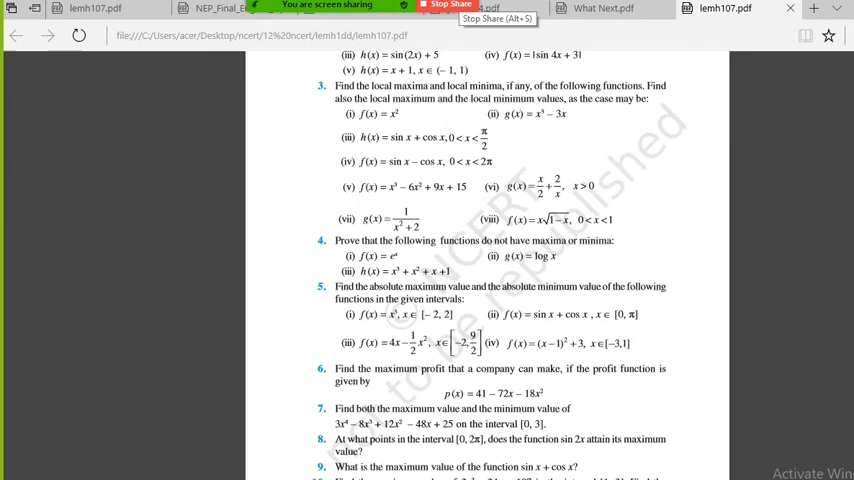 lemh107.pdf
NEP_Final_E
You are screen sharing
Stop Share
4.pdf
What Next.pdf
lemh107.pdf
Stop Share (Alt+S)
file:///C:/Users/acer/Desktop/ncert/12%20ncert/lemh1dd/lemh107.pdf
(iii) h(x) = sin(2x) + 5 (iv) f(x) = |sin 4x + 3|
(v) h(x) = x + 1, x ∈ (– 1, 1)
3. Find the local maxima and local minima, if any, of the following functions. Find
also the local maximum and the local minimum values, as the case may be:
(i) f(x) = x² (ii) g(x) = x³ – 3x
(iii) h(x) = sin x + cos x, 0 < x < π/2
(iv) f(x) = sin x – cos x, 0 < x < 2π
(v) f(x) = x³ – 6x² + 9x + 15 (vi) g(x) = x/2 + 2/x, x > 0
(vii) g(x) = 1/(x² + 2) (viii) f(x) = x√(1–x), 0 < x < 1
4. Prove that the following functions do not have maxima or minima:
(i) f(x) = eˣ (ii) g(x) = log x
(iii) h(x) = x³ + x² + x +1
5. Find the absolute maximum value and the absolute minimum value of the following
functions in the given intervals:
(i) f(x) = x³, x ∈ [– 2, 2] (ii) f(x) = sin x + cos x , x ∈ [0, π]
(iii) f(x) = 4x – 1/2 x², x ∈ [–2, 9/2] (iv) f(x) = (x – 1)² + 3, x ∈ [–3,1]
6. Find the maximum profit that a company can make, if the profit function is
given by
p(x) = 41 – 72x – 18x²
7. Find both the maximum value and the minimum value of
3x⁴ – 8x³ + 12x² – 48x + 25 on the interval [0, 3].
8. At what points in the interval [0, 2π], does the function sin 2x attain its maximum
value?
9. What is the maximum value of the function sin x + cos x?
© NCERT
not to be republished
Activate Win